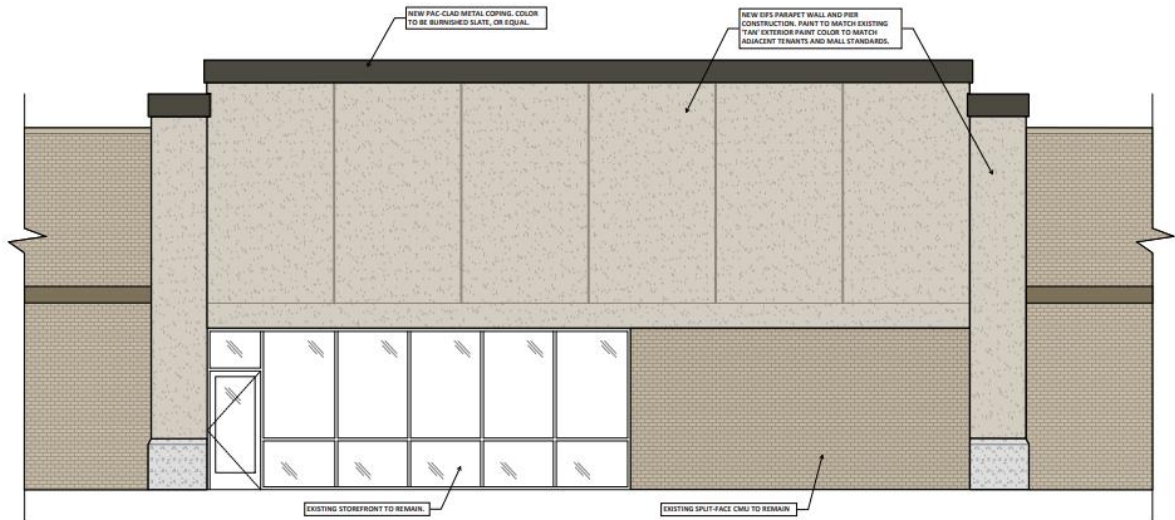 NEW PAC-CLAD METAL COPING. COLOR
TO BE BURNISHED SLATE, OR EQUAL.
NEW EIFS PARAPET WALL AND PIER
CONSTRUCTION. PAINT TO MATCH EXISTING
'TAN' EXTERIOR PAINT COLOR TO MATCH
ADJACENT TENANTS AND MALL STANDARDS.
EXISTING STOREFRONT TO REMAIN.
EXISTING SPLIT-FACE CMU TO REMAIN